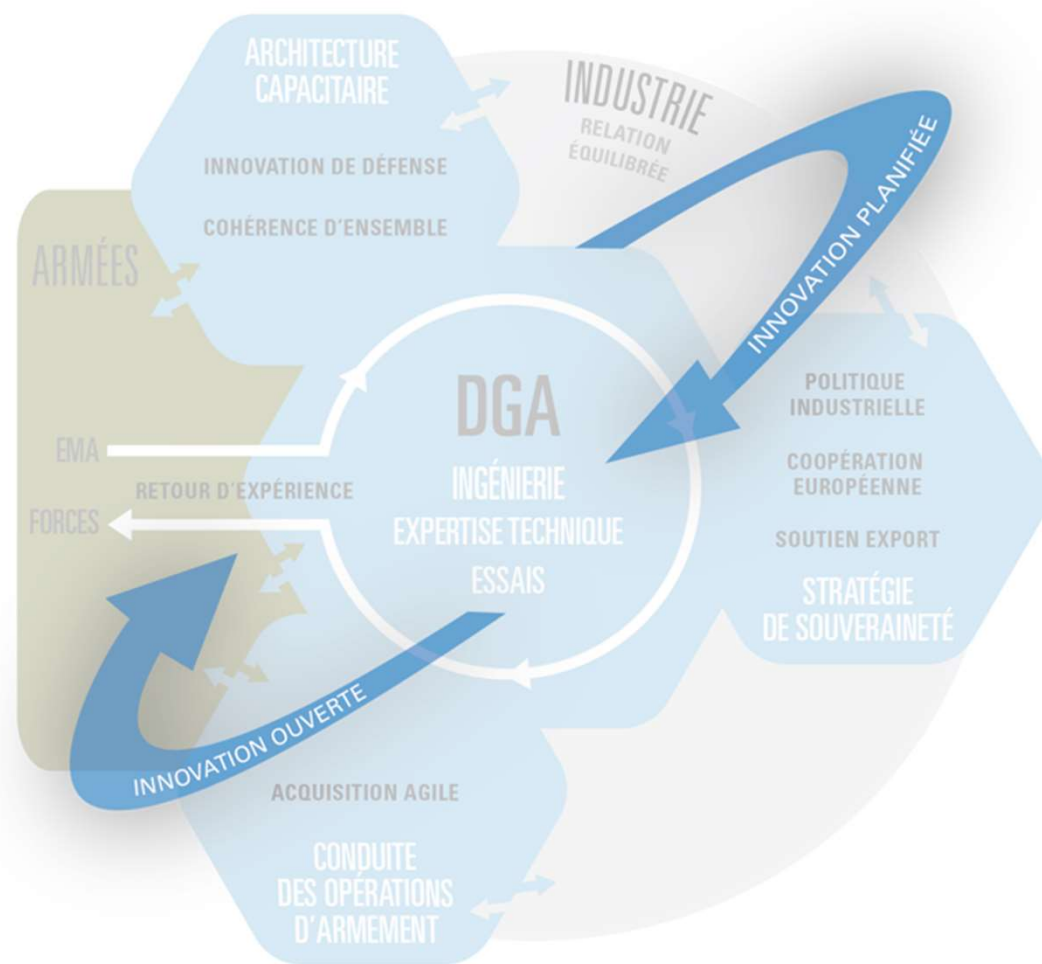 ARCHITECTURE
CAPACITAIRE
INNOVATION DE DÉFENSE
COHÉRENCE D'ENSEMBLE
INDUSTRIE
RELATION
ÉQUILIBRÉE
INNOVATION PLANIFIÉE
ARMÉES
EMA
RETOUR D'EXPÉRIENCE
FORCES
DGA
INGÉNIERIE
EXPERTISE TECHNIQUE
ESSAIS
POLITIQUE
INDUSTRIELLE
COOPÉRATION
EUROPÉENNE
SOUTIEN EXPORT
STRATÉGIE
DE SOUVERAINETÉ
INNOVATION OUVERTE
ACQUISITION AGILE
CONDUITE
DES OPÉRATIONS
D'ARMEMENT